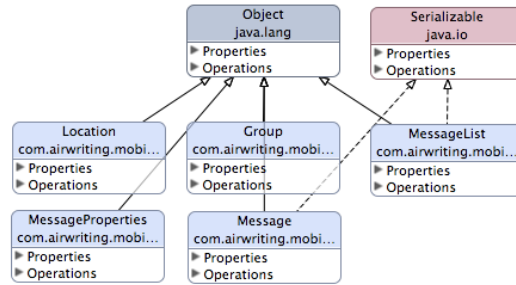 Object
java.lang
Properties
Operations
Serializable
java.io
Properties
Operations
Location
com.airwriting.mobi...
Properties
Operations
Group
com.airwriting.mobi...
Properties
Operations
MessageList
com.airwriting.mobi...
Properties
Operations
MessageProperties
com.airwriting.mobi...
Properties
Operations
Message
com.airwriting.mobi...
Properties
Operations